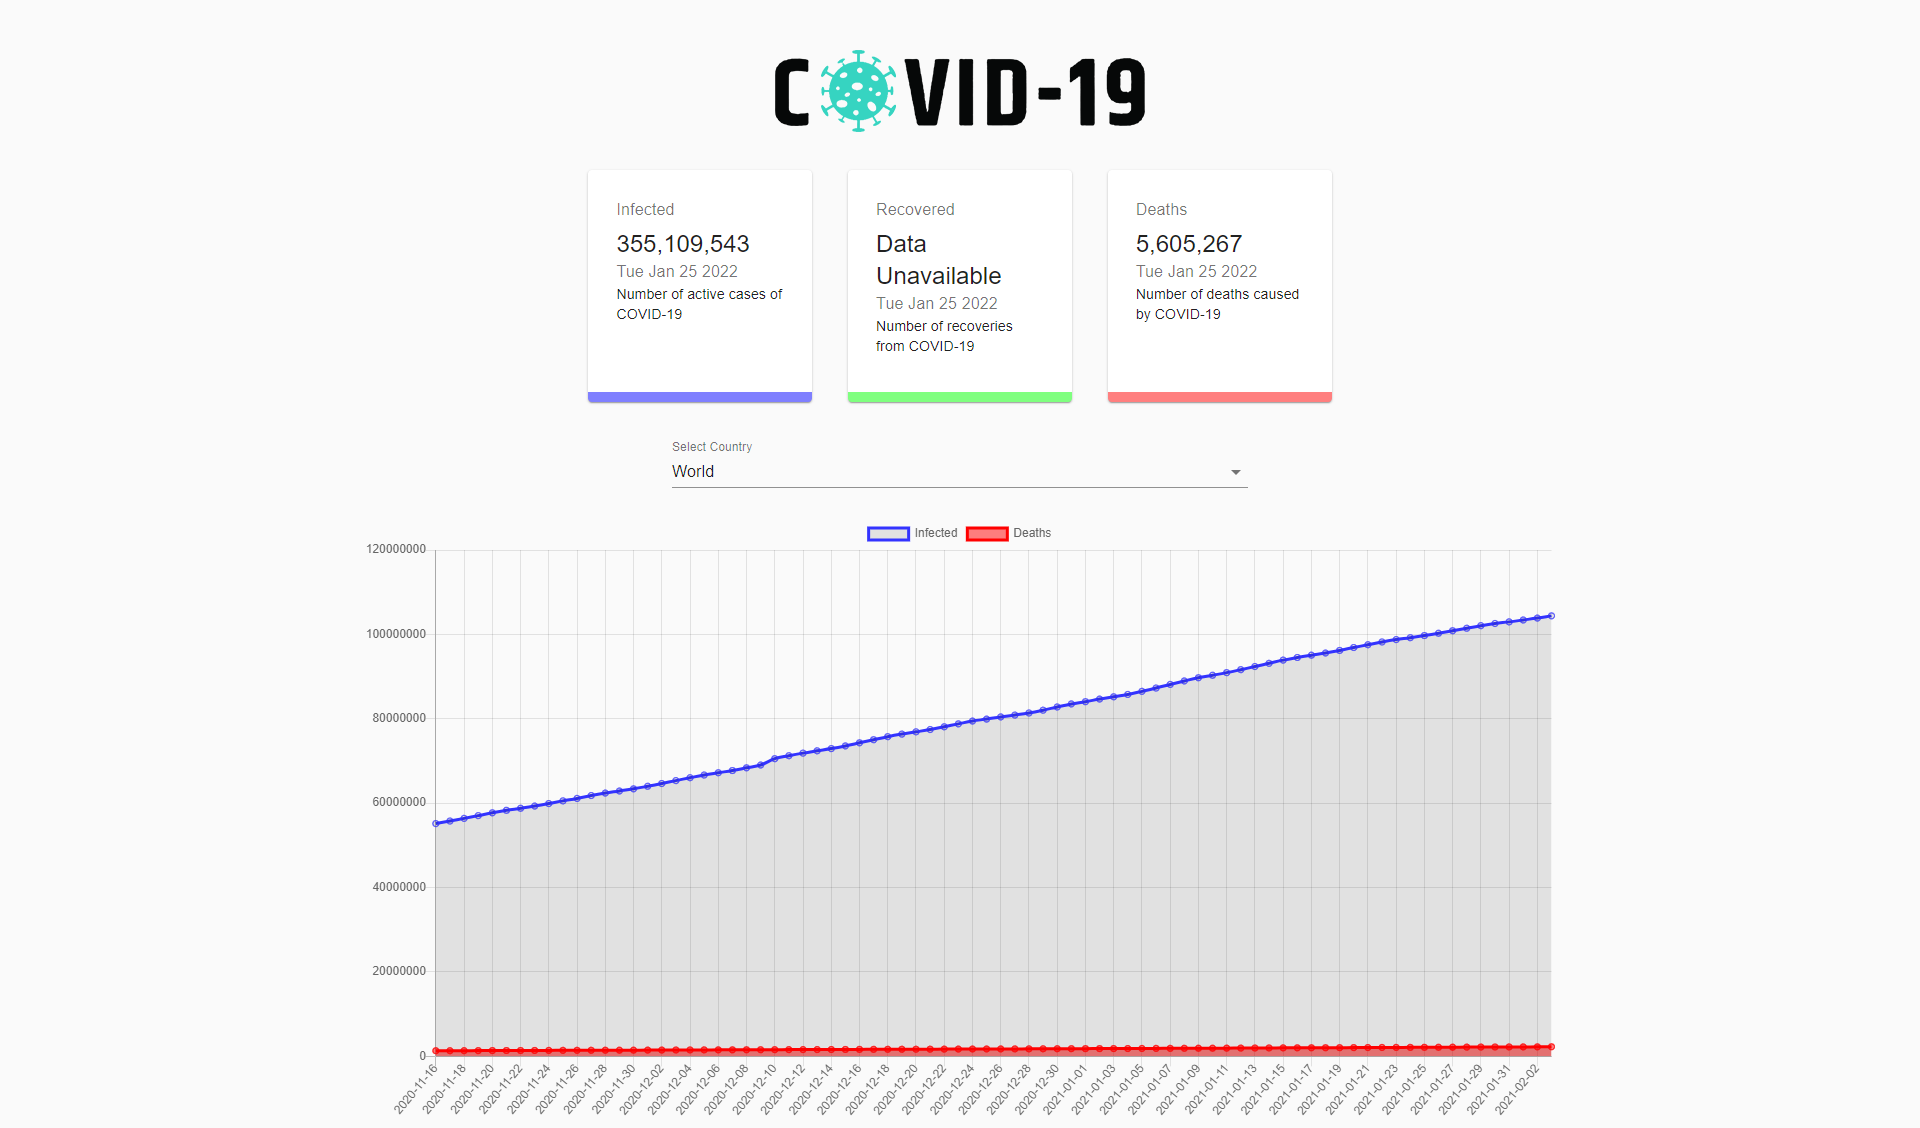 COVID-19
Infected
355,109,543
Tue Jan 25 2022
Number of active cases of
COVID-19
Recovered
Data
Unavailable
Tue Jan 25 2022
Number of recoveries
from COVID-19
Deaths
5,605,267
Tue Jan 25 2022
Number of deaths caused
by COVID-19
Select Country
World
Infected
Deaths
120000000
100000000
80000000
60000000
40000000
20000000
0
2020-11-16
2020-11-18
2020-11-20
2020-11-22
2020-11-24
2020-11-26
2020-11-28
2020-11-30
2020-12-02
2020-12-04
2020-12-06
2020-12-08
2020-12-10
2020-12-12
2020-12-14
2020-12-16
2020-12-18
2020-12-20
2020-12-22
2020-12-24
2020-12-26
2020-12-28
2020-12-30
2021-01-01
2021-01-03
2021-01-05
2021-01-07
2021-01-09
2021-01-11
2021-01-13
2021-01-15
2021-01-17
2021-01-19
2021-01-21
2021-01-23
2021-01-25
2021-01-27
2021-01-29
2021-01-31
2021-02-02